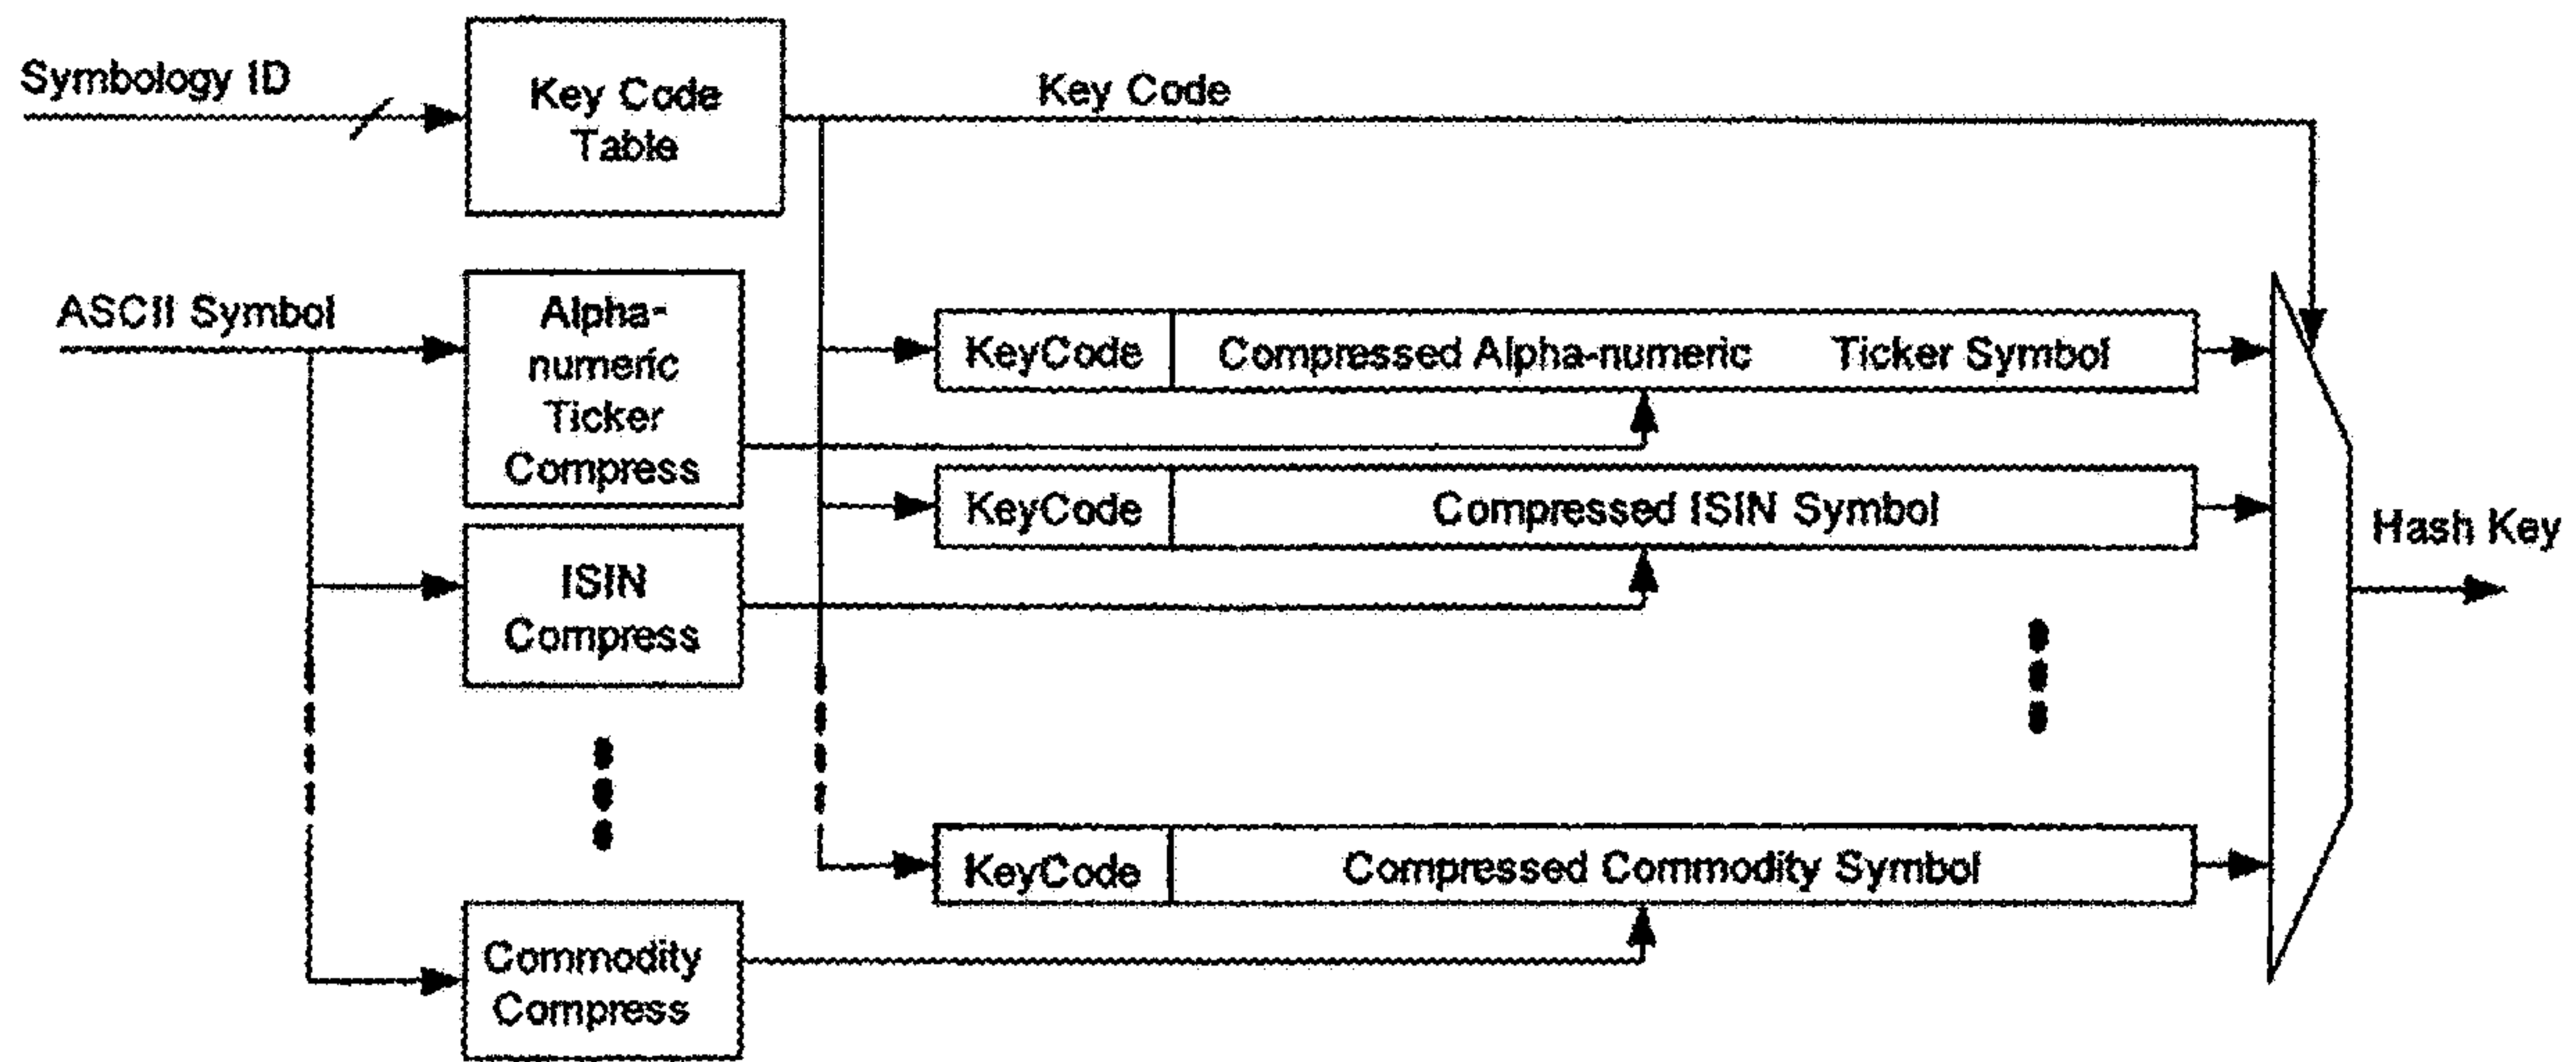 Symbology ID
Key Code
Table
Key Code
ASCII Symbol
Alpha-
numeric
Ticker
Compress
KeyCode
Compressed Alpha-numeric Ticker Symbol
KeyCode
Compressed ISIN Symbol
Hash Key
ISIN
Compress
KeyCode
Compressed Commodity Symbol
Commodity
Compress